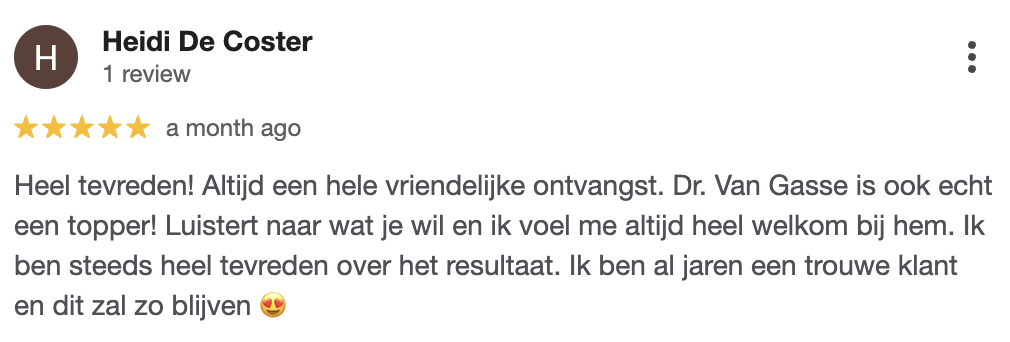 H
Heidi De Coster
1 review
a month ago
Heel tevreden! Altijd een hele vriendelijke ontvangst. Dr. Van Gasse is ook echt
een topper! Luistert naar wat je wil en ik voel me altijd heel welkom bij hem. Ik
ben steeds heel tevreden over het resultaat. Ik ben al jaren een trouwe klant
en dit zal zo blijven 😍